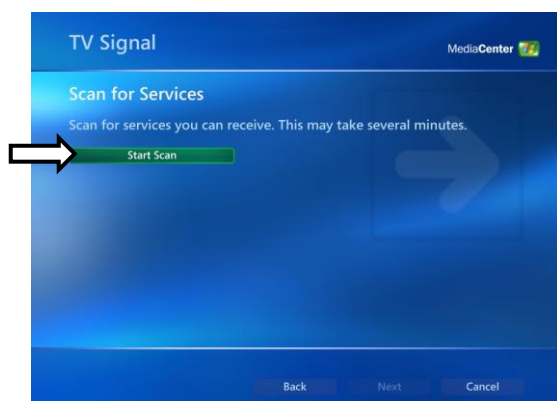 TV Signal
MediaCenter
Scan for Services
Scan for services you can receive. This may take several minutes.
Start Scan
Back Next Cancel